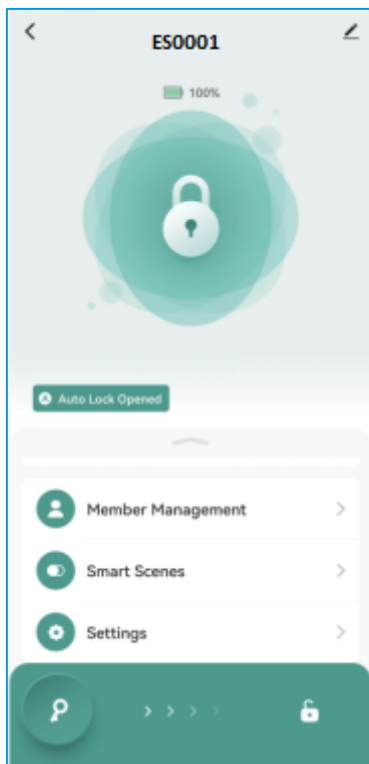 ES0001
100%
Auto Lock Opened
Member Management
Smart Scenes
Settings